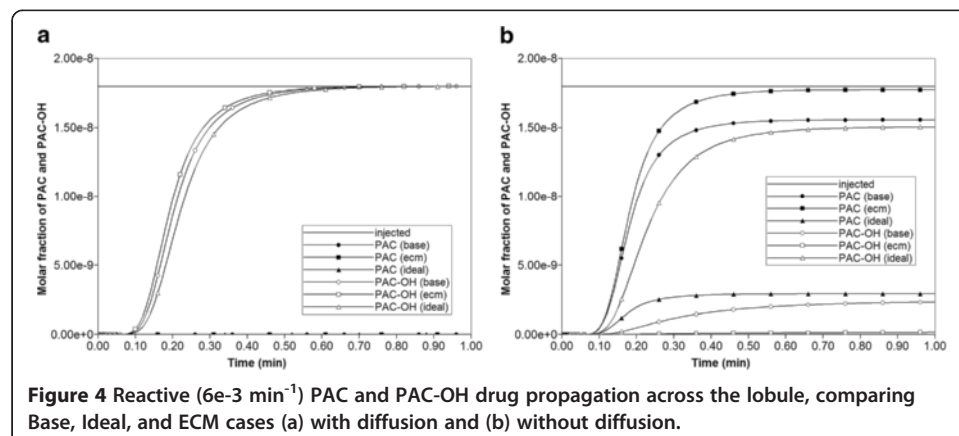 a
2.00e-8
1.50e-8
1.00e-8
5.00e-9
0.00e+0
Molar fraction of PAC and PAC-OH
injected
PAC (base)
PAC (ecm)
PAC (ideal)
PAC-OH (base)
PAC-OH (ecm)
PAC-OH (ideal)
0.00 0.10 0.20 0.30 0.40 0.50 0.60 0.70 0.80 0.90 1.00
Time (min)
b
2.00e-8
1.50e-8
1.00e-8
5.00e-9
0.00e+0
Molar fraction of PAC and PAC-OH
injected
PAC (base)
PAC (ecm)
PAC (ideal)
PAC-OH (base)
PAC-OH (ecm)
PAC-OH (ideal)
0.00 0.10 0.20 0.30 0.40 0.50 0.60 0.70 0.80 0.90 1.00
Time (min)
Figure 4 Reactive (6e-3 min⁻¹) PAC and PAC-OH drug propagation across the lobule, comparing
Base, Ideal, and ECM cases (a) with diffusion and (b) without diffusion.